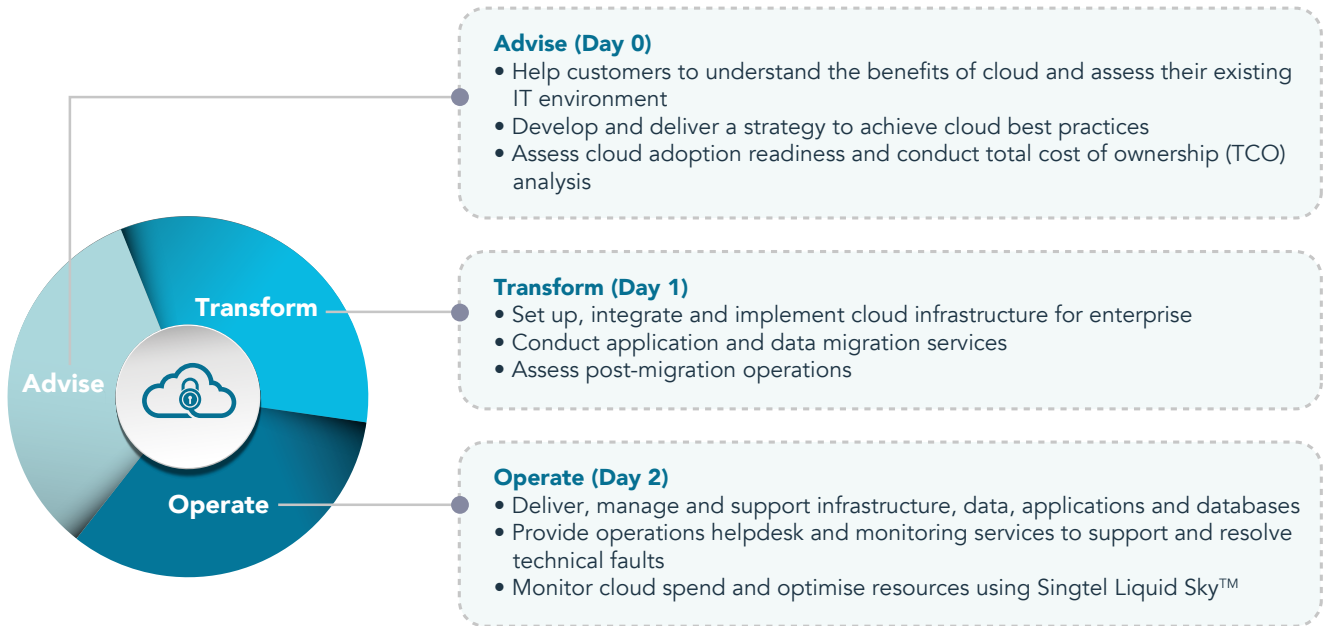 Advise (Day 0)
• Help customers to understand the benefits of cloud and assess their existing
IT environment
• Develop and deliver a strategy to achieve cloud best practices
• Assess cloud adoption readiness and conduct total cost of ownership (TCO)
analysis
Transform
Advise
Operate
Transform (Day 1)
• Set up, integrate and implement cloud infrastructure for enterprise
• Conduct application and data migration services
• Assess post-migration operations
Operate (Day 2)
• Deliver, manage and support infrastructure, data, applications and databases
• Provide operations helpdesk and monitoring services to support and resolve
technical faults
• Monitor cloud spend and optimise resources using Singtel Liquid Sky™